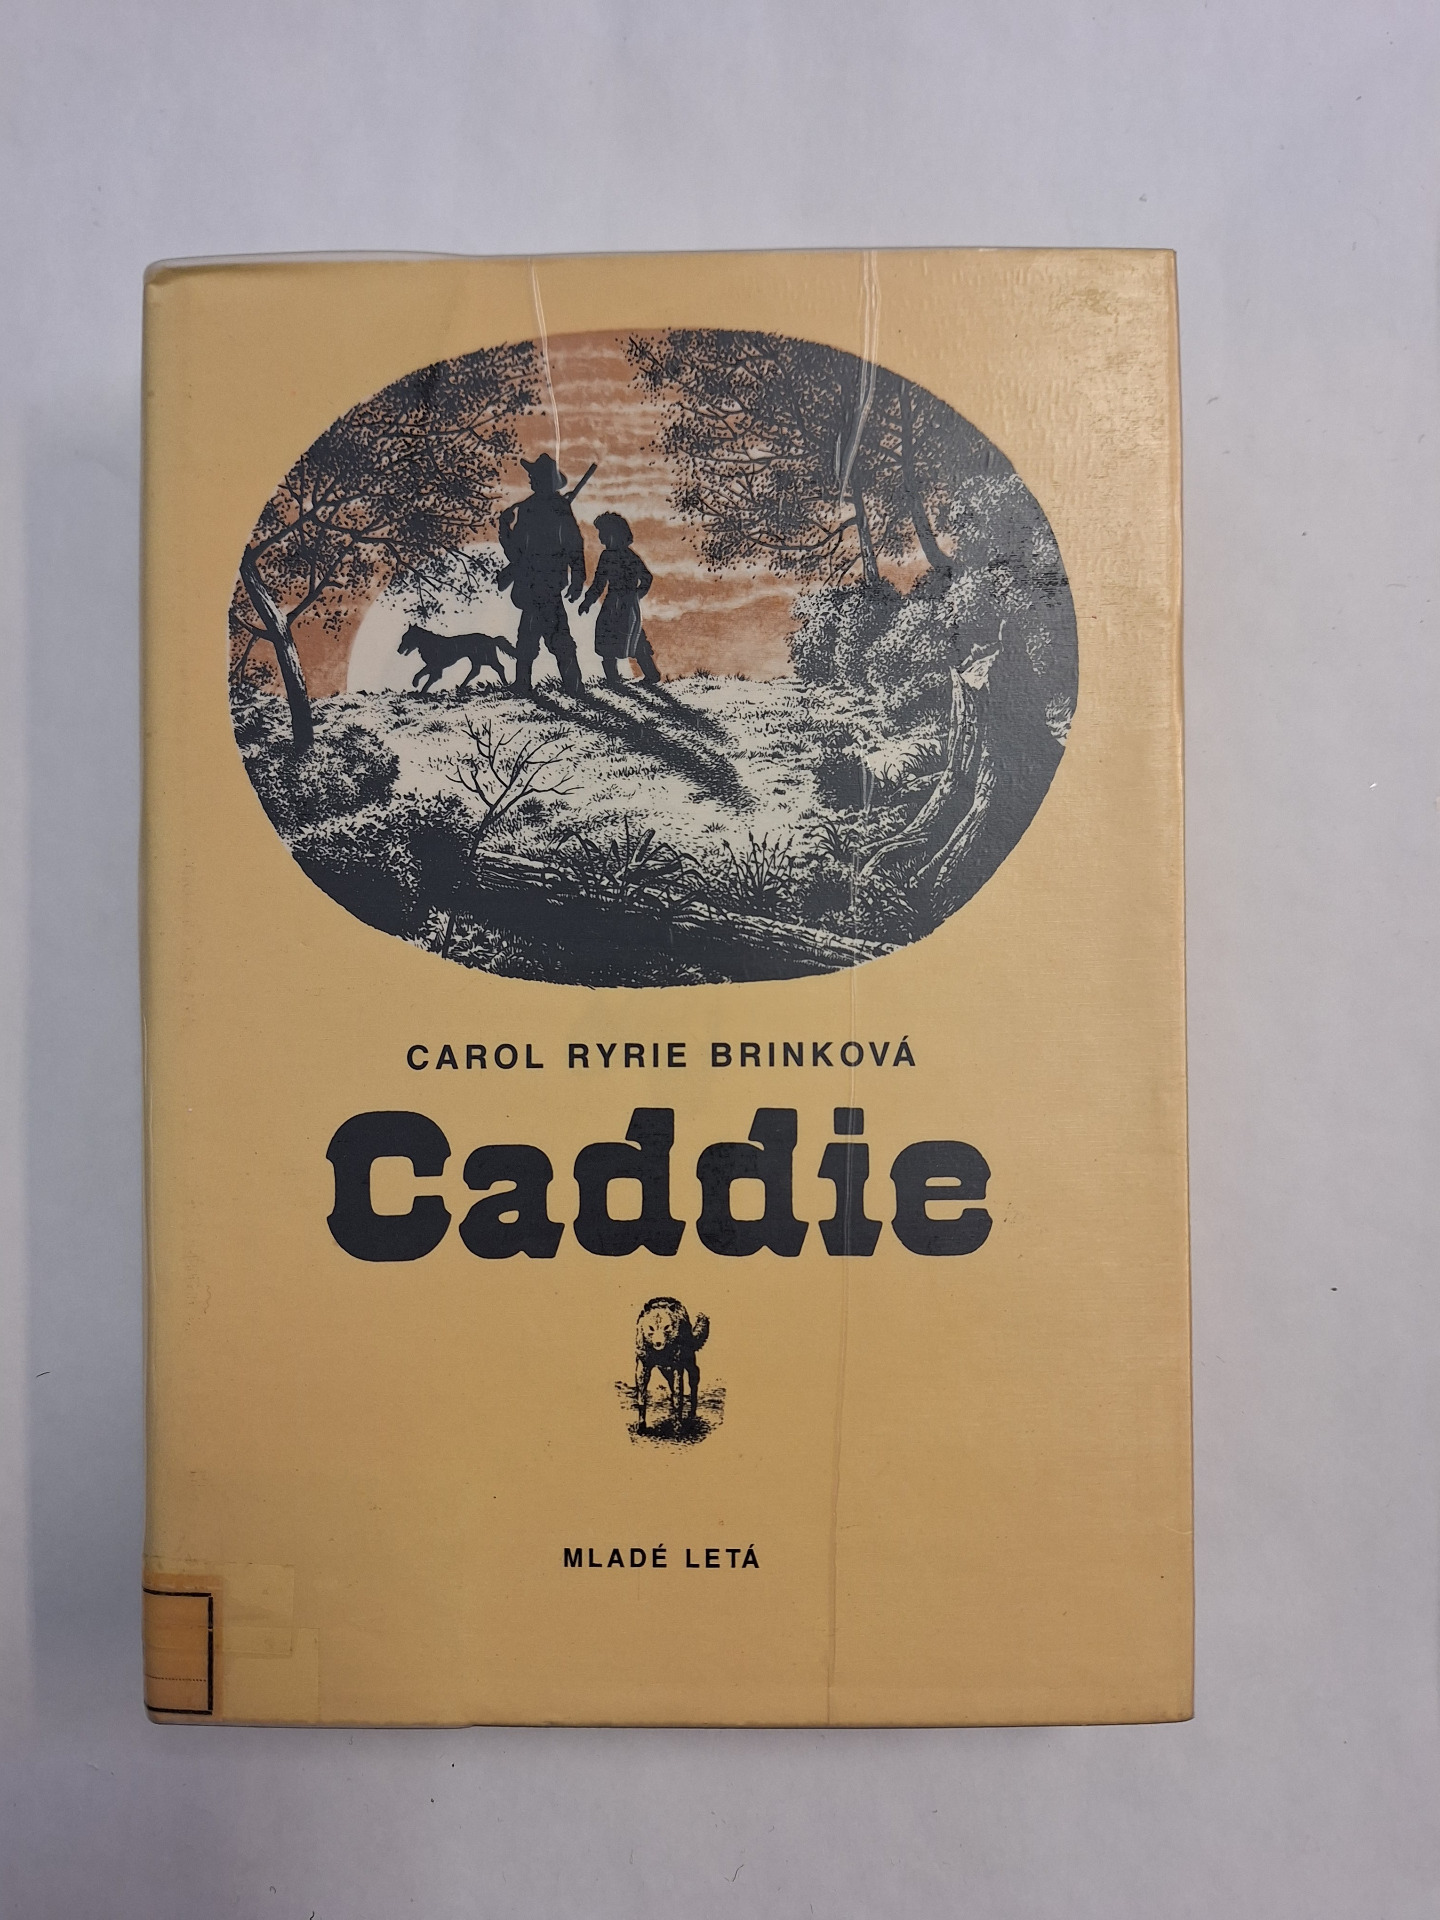 CAROL RYRIE BRINKOVÁ
Caddie
MLADÉ LETÁ